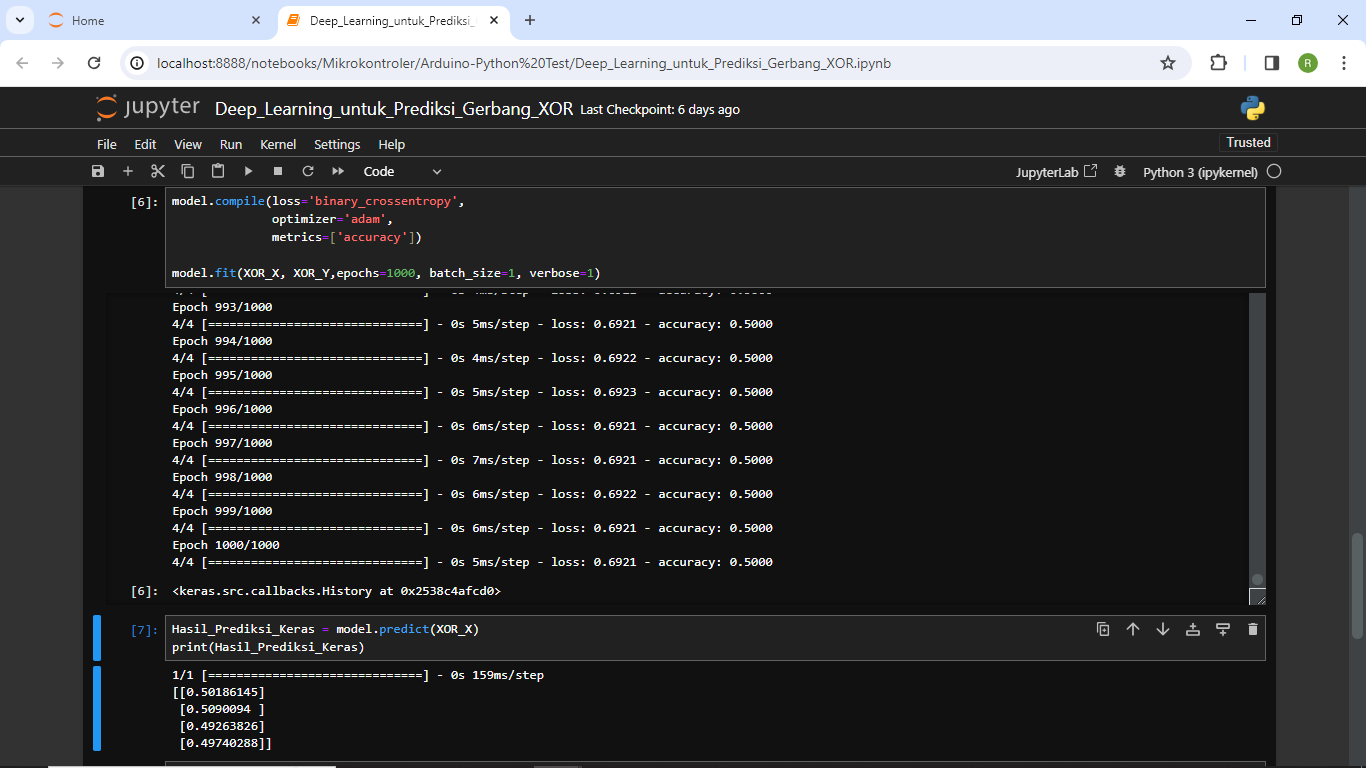 Home
Deep_Learning_untuk_Prediksi_
localhost:8888/notebooks/Mikrokontroler/Arduino-Python%20Test/Deep_Learning_untuk_Prediksi_Gerbang_XOR.ipynb
R
jupyter Deep_Learning_untuk_Prediksi_Gerbang_XOR Last Checkpoint: 6 days ago
File Edit View Run Kernel Settings Help
Trusted
Code
JupyterLab Python 3 (ipykernel)
[6]: model.compile(loss='binary_crossentropy',
optimizer='adam',
metrics=['accuracy'])
model.fit(XOR_X, XOR_Y,epochs=1000, batch_size=1, verbose=1)
Epoch 993/1000
4/4 [==============================] - 0s 5ms/step - loss: 0.6921 - accuracy: 0.5000
Epoch 994/1000
4/4 [==============================] - 0s 4ms/step - loss: 0.6922 - accuracy: 0.5000
Epoch 995/1000
4/4 [==============================] - 0s 5ms/step - loss: 0.6923 - accuracy: 0.5000
Epoch 996/1000
4/4 [==============================] - 0s 6ms/step - loss: 0.6921 - accuracy: 0.5000
Epoch 997/1000
4/4 [==============================] - 0s 7ms/step - loss: 0.6921 - accuracy: 0.5000
Epoch 998/1000
4/4 [==============================] - 0s 6ms/step - loss: 0.6922 - accuracy: 0.5000
Epoch 999/1000
4/4 [==============================] - 0s 6ms/step - loss: 0.6921 - accuracy: 0.5000
Epoch 1000/1000
4/4 [==============================] - 0s 5ms/step - loss: 0.6921 - accuracy: 0.5000
[6]: <keras.src.callbacks.History at 0x2538c4afcd0>
[7]: Hasil_Prediksi_Keras = model.predict(XOR_X)
print(Hasil_Prediksi_Keras)
1/1 [==============================] - 0s 159ms/step
[[0.50186145]
[0.5090094 ]
[0.49263826]
[0.49740288]]